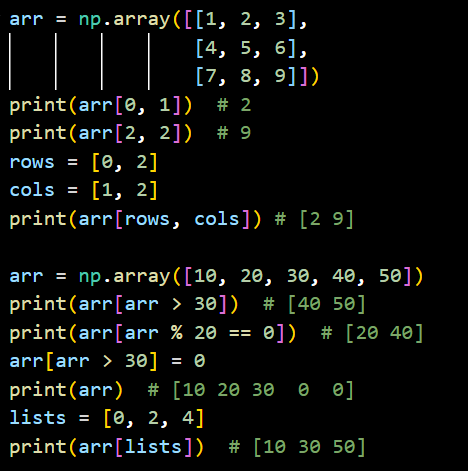 arr = np.array([[1, 2, 3],
                [4, 5, 6],
                [7, 8, 9]])
print(arr[0, 1])  # 2
print(arr[2, 2])  # 9
rows = [0, 2]
cols = [1, 2]
print(arr[rows, cols]) # [2 9]

arr = np.array([10, 20, 30, 40, 50])
print(arr[arr > 30])  # [40 50]
print(arr[arr % 20 == 0])  # [20 40]
arr[arr > 30] = 0
print(arr)  # [10 20 30  0  0]
lists = [0, 2, 4]
print(arr[lists])  # [10 30 50]